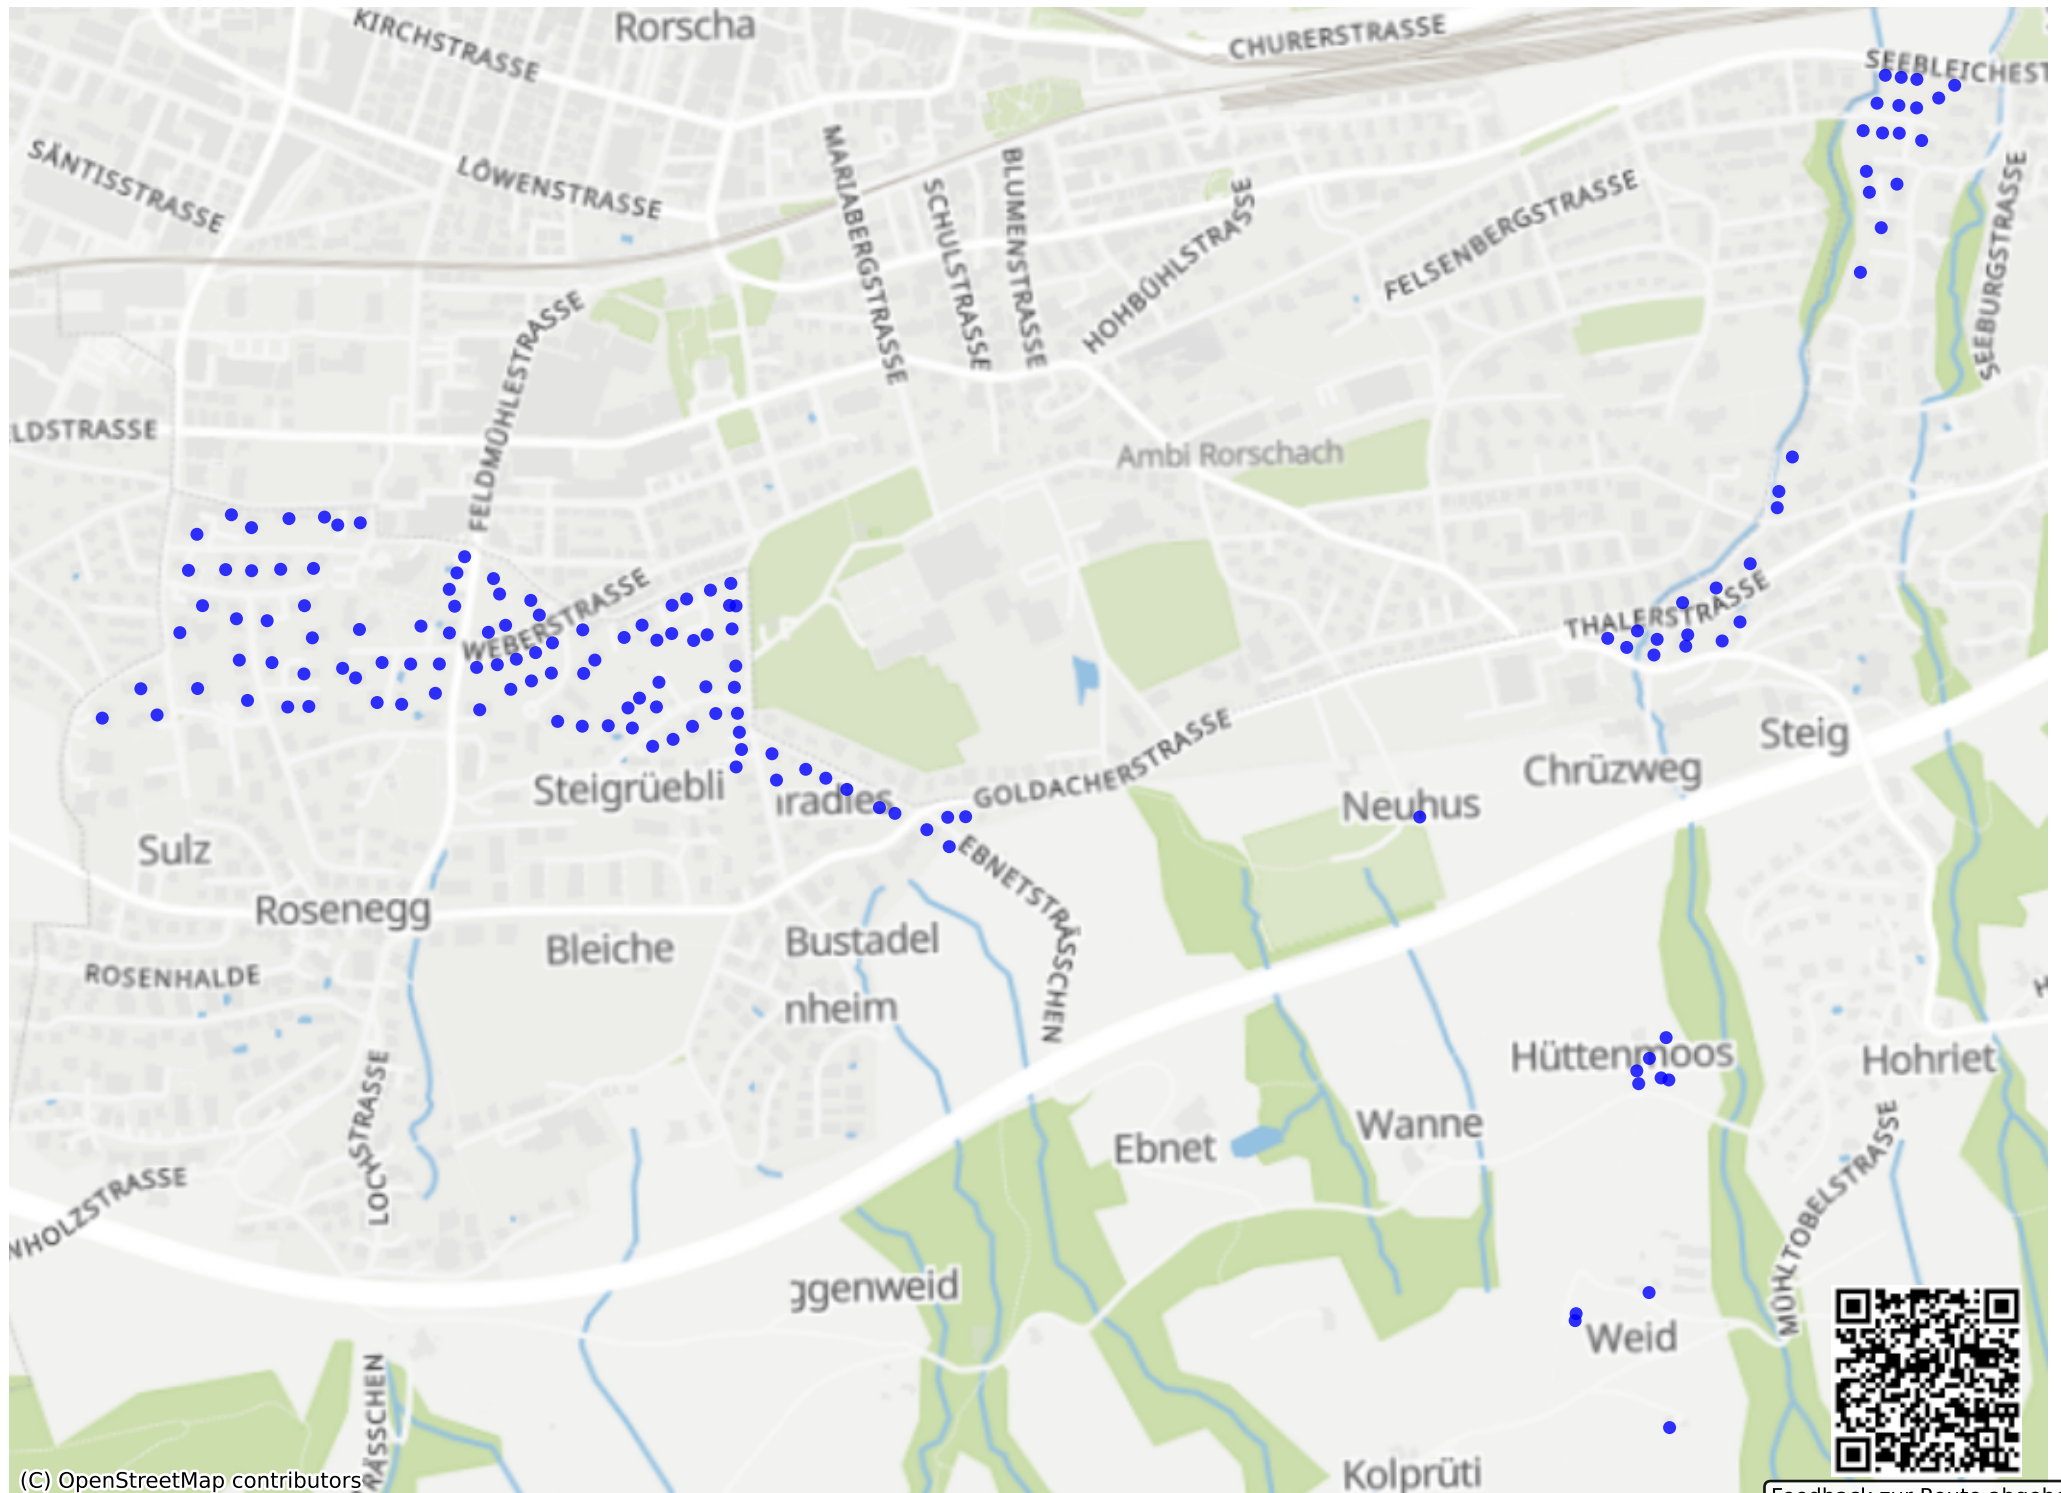 Rorscha
KIRCHSTRASSE
CHURERSTRASSE
SEEBLEICHEST
SÄNTISSTRASSE
LÖWENSTRASSE
MARIABERGSTRASSE
SCHULSTRASSE
BLUMENSTRASSE
HOHBÜHLSTRASSE
FELSENBERGSTRASSE
SEEBURGSTRASSE
FELDMÜHLESTRASSE
LDSTRASSE
Ambi Rorschach
WEBERSTRASSE
THALERSTRASSE
GOLDACHERSTRASSE
Steig
Chrüzweg
Steigrüebli
radies
Neuhus
Sulz
EBNETSTRÄSSCHEN
Rosenegg
Bleiche
Bustadel
ROSENHALDE
nheim
Hüttenmoos
Hohriet
LOCHSTRASSE
Ebnet
Wanne
MÜHLTOBELSTRASSE
NHOLZSTRASSE
ggenweid
Weid
RÄSSCHEN
Kolprüti
(C) OpenStreetMap contributors